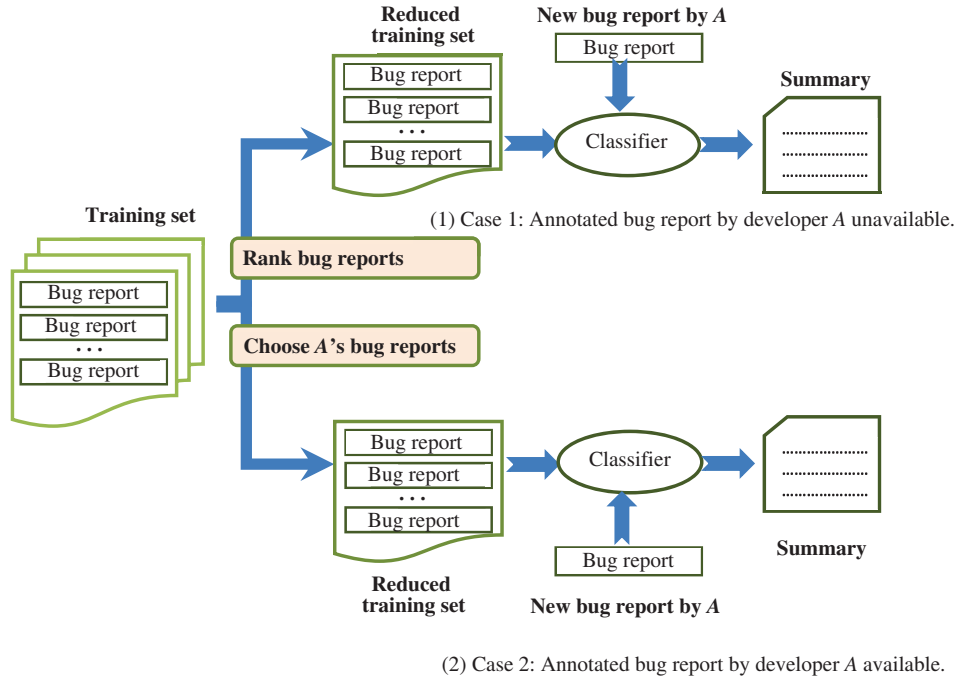 Reduced
training set
Bug report
Bug report
...
Bug report
New bug report by A
Bug report
Classifier
Summary
(1) Case 1: Annotated bug report by developer A unavailable.
Training set
Bug report
Bug report
...
Bug report
Rank bug reports
Choose A's bug reports
Bug report
Bug report
...
Bug report
Reduced
training set
Classifier
Bug report
New bug report by A
Summary
(2) Case 2: Annotated bug report by developer A available.